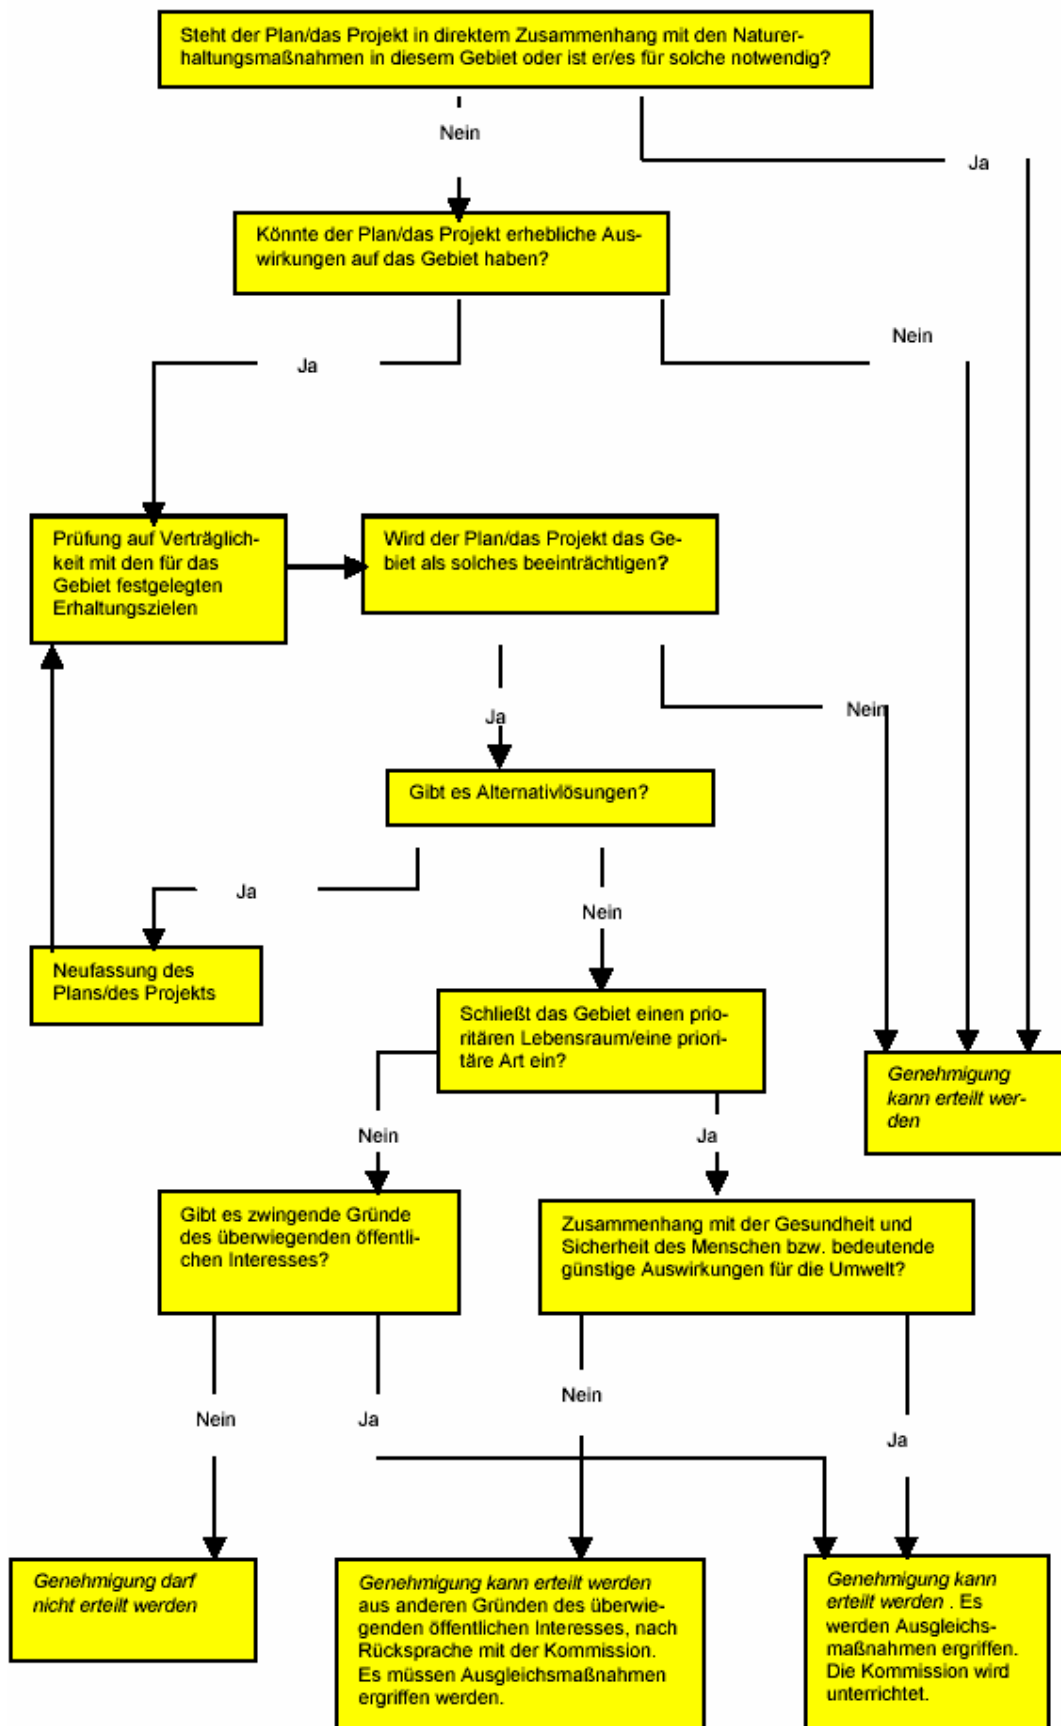 Steht der Plan/das Projekt in direktem Zusammenhang mit den Naturer-
haltungsmaßnahmen in diesem Gebiet oder ist er/es für solche notwendig?
Nein
Ja
Könnte der Plan/das Projekt erhebliche Aus-
wirkungen auf das Gebiet haben?
Nein
Ja
Prüfung auf Verträglich-
keit mit den für das
Gebiet festgelegten
Erhaltungszielen
Wird der Plan/das Projekt das Ge-
biet als solches beeinträchtigen?
Nein
Ja
Gibt es Alternativlösungen?
Ja
Nein
Neufassung des
Plans/des Projekts
Schließt das Gebiet einen prio-
ritären Lebensraum/eine priori-
täre Art ein?
Genehmigung
kann erteilt wer-
den
Nein
Ja
Gibt es zwingende Gründe
des überwiegenden öffentli-
chen Interesses?
Zusammenhang mit der Gesundheit und
Sicherheit des Menschen bzw. bedeutende
günstige Auswirkungen für die Umwelt?
Nein
Ja
Nein
Ja
Genehmigung darf
nicht erteilt werden
Genehmigung kann erteilt werden
aus anderen Gründen des überwie-
genden öffentlichen Interesses, nach
Rücksprache mit der Kommission.
Es müssen Ausgleichsmaßnahmen
ergriffen werden.
Genehmigung kann
erteilt werden . Es
werden Ausgleichs-
maßnahmen ergriffen.
Die Kommission wird
unterrichtet.